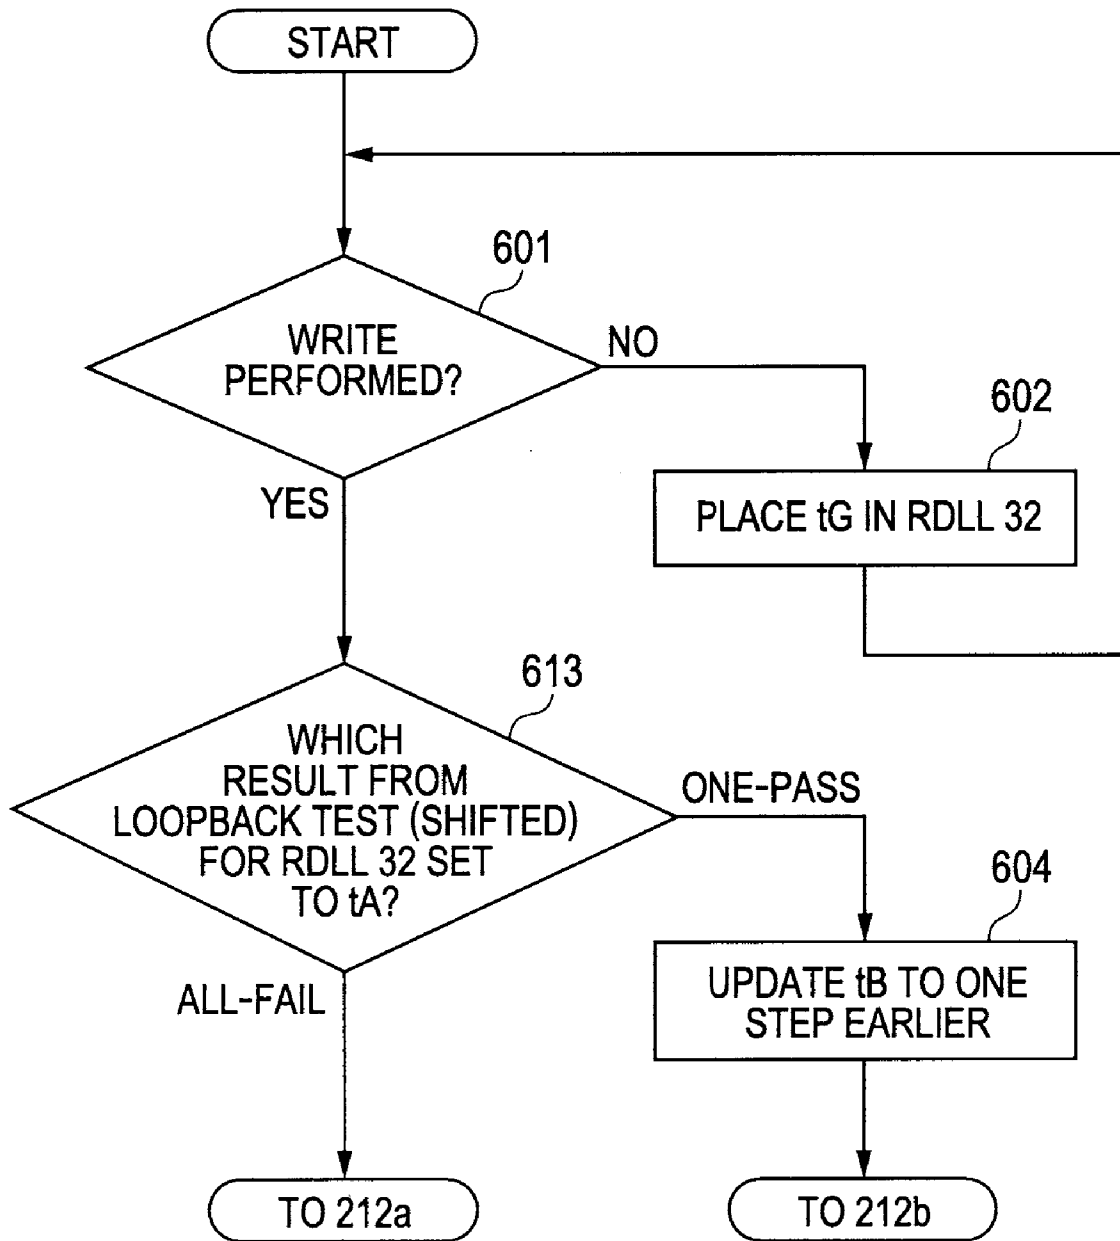 START
601
WRITE
PERFORMED?
NO
YES
602
PLACE tG IN RDLL 32
613
WHICH
RESULT FROM
LOOPBACK TEST (SHIFTED)
FOR RDLL 32 SET
TO tA?
ONE-PASS
ALL-FAIL
604
UPDATE tB TO ONE
STEP EARLIER
TO 212a
TO 212b